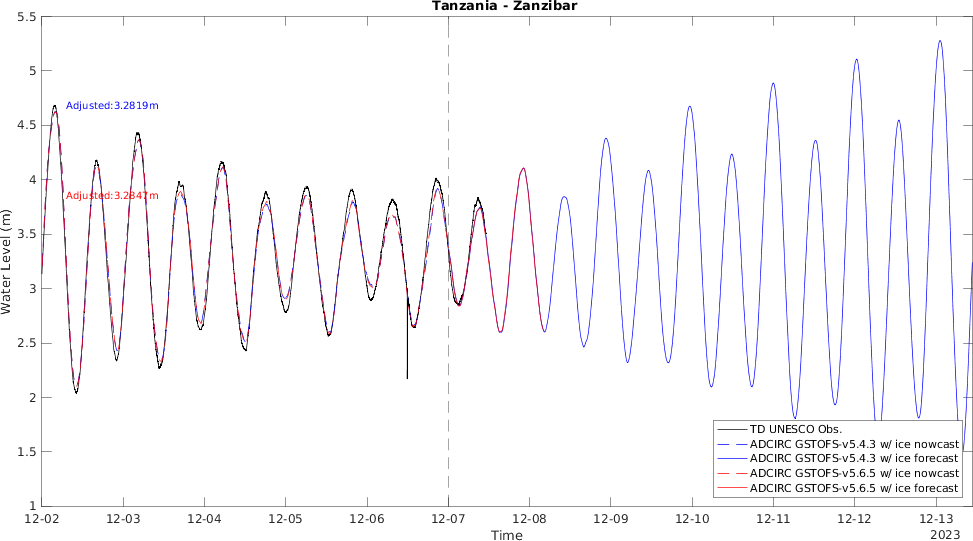 Tanzania - Zanzibar
5.5
5
4.5
4
3.5
3
2.5
2
1.5
1
Water Level (m)
Adjusted:3.2819m
Adjusted:3.2847m
TD UNESCO Obs.
ADCIRC GSTOFS-v5.4.3 w/ ice nowcast
ADCIRC GSTOFS-v5.4.3 w/ ice forecast
ADCIRC GSTOFS-v5.6.5 w/ ice nowcast
ADCIRC GSTOFS-v5.6.5 w/ ice forecast
12-02 12-03 12-04 12-05 12-06 12-07 12-08 12-09 12-10 12-11 12-12 12-13
Time
2023